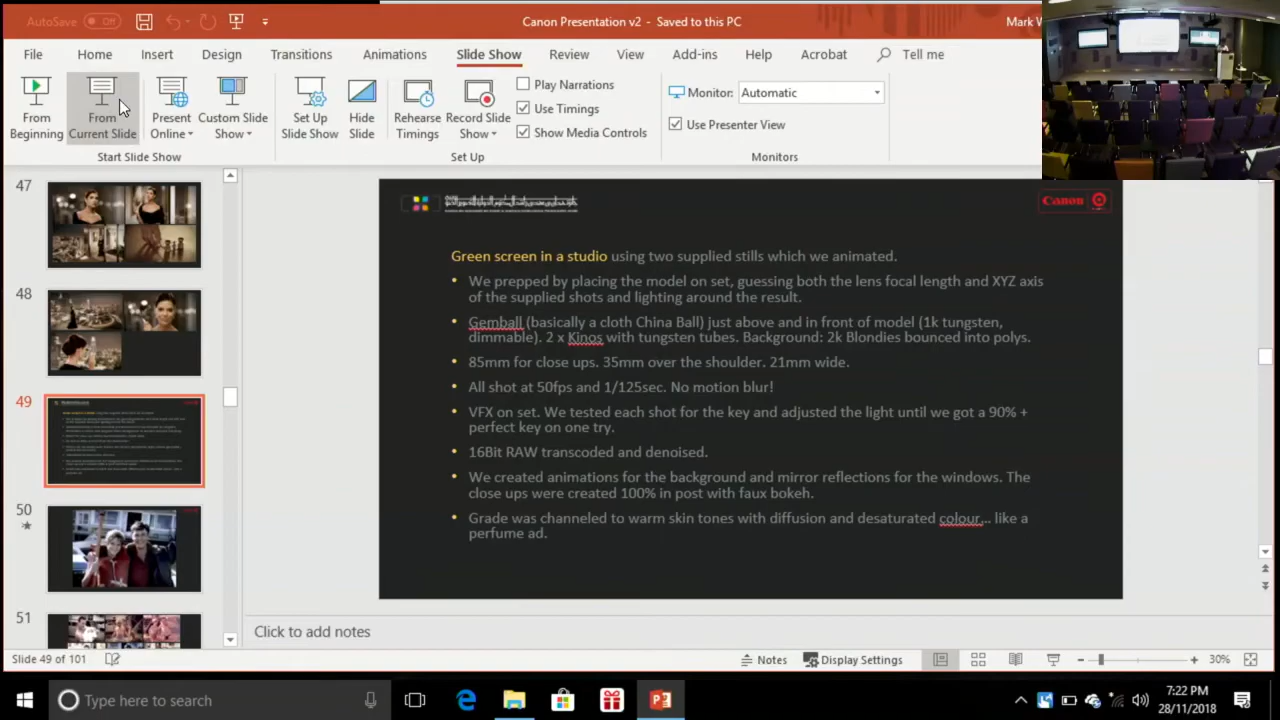 AutoSave Off
Canon Presentation v2 - Saved to this PC
Mark W
File Home Insert Design Transitions Animations Slide Show Review View Add-ins Help Acrobat Tell me
From Beginning
From Current Slide
Present Online
Custom Slide Show
Start Slide Show
Set Up Slide Show
Hide Slide
Rehearse Timings
Record Slide Show
Play Narrations
Use Timings
Show Media Controls
Set Up
Monitor: Automatic
Use Presenter View
Monitors
47
48
49
50
51
Canon
Green screen in a studio using two supplied stills which we animated.
• We prepped by placing the model on set, guessing both the lens focal length and XYZ axis
of the supplied shots and lighting around the result.
• Gemball (basically a cloth China Ball) just above and in front of model (1k tungsten,
dimmable). 2 x Kinos with tungsten tubes. Background: 2k Blondies bounced into polys.
• 85mm for close ups. 35mm over the shoulder. 21mm wide.
• All shot at 50fps and 1/125sec. No motion blur!
• VFX on set. We tested each shot for the key and adjusted the light until we got a 90% +
perfect key on one try.
• 16Bit RAW transcoded and denoised.
• We created animations for the background and mirror reflections for the windows. The
close ups were created 100% in post with faux bokeh.
• Grade was channeled to warm skin tones with diffusion and desaturated colour... like a
perfume ad.
Click to add notes
Slide 49 of 101
Notes
Display Settings
30%
Type here to search
7:22 PM
28/11/2018